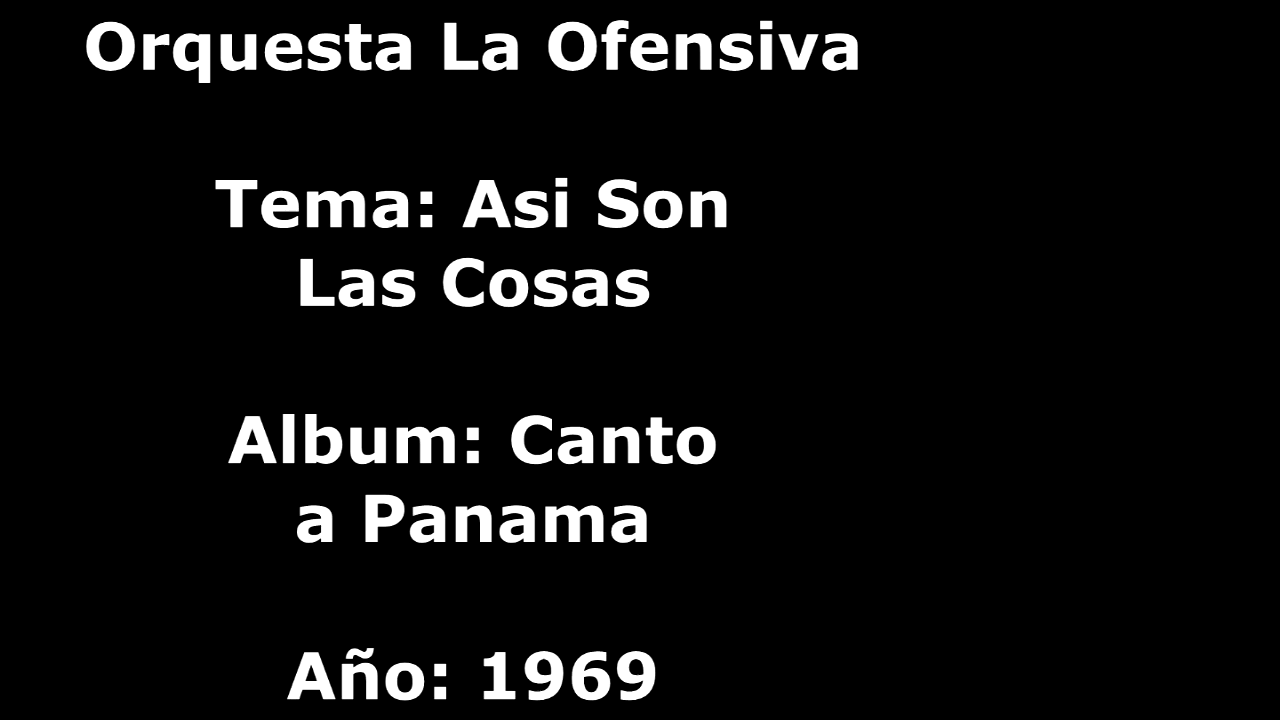 Orquesta La Ofensiva
Tema: Asi Son
Las Cosas
Album: Canto
a Panama
Año: 1969